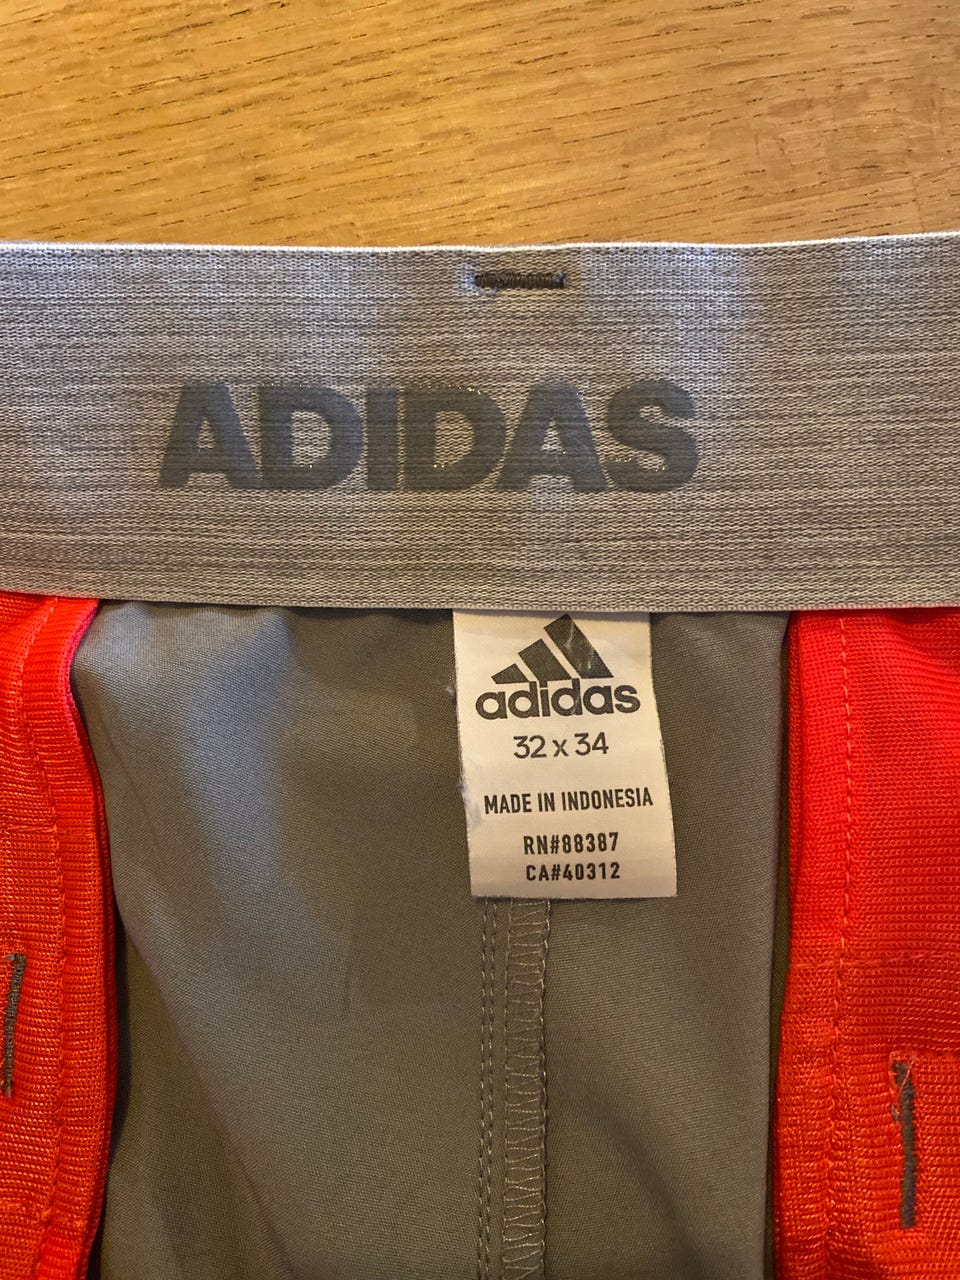 ADIDAS
adidas
32 x 34
MADE IN INDONESIA
RN#88387
CA#40312